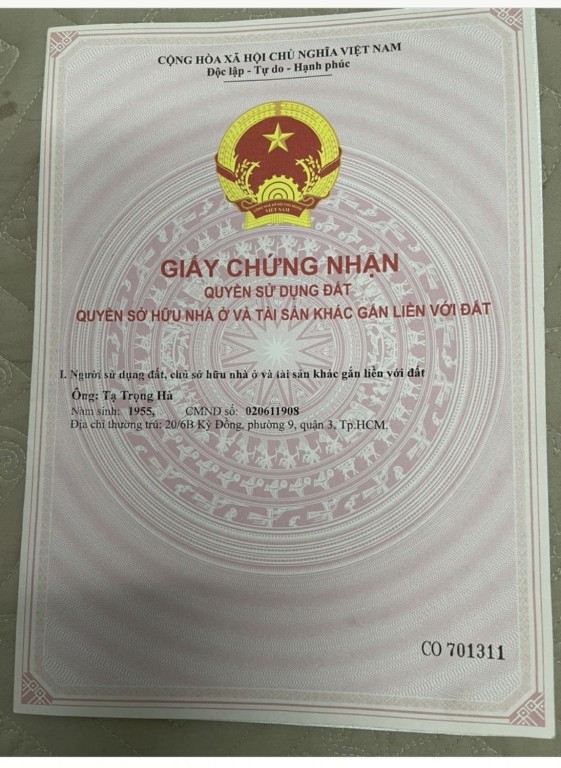 CỘNG HÒA XÃ HỘI CHỦ NGHĨA VIỆT NAM
Độc lập - Tự do - Hạnh phúc
VIỆT NAM
GIẤY CHỨNG NHẬN
QUYỀN SỬ DỤNG ĐẤT
QUYỀN SỞ HỮU NHÀ Ở VÀ TÀI SẢN KHÁC GẮN LIỀN VỚI ĐẤT
I. Người sử dụng đất, chủ sở hữu nhà ở và tài sản khác gắn liền với đất
Ông: Tạ Trọng Hà
Năm sinh: 1955, CMND số: 020611908
Địa chỉ thường trú: 20/6B Kỳ Đồng, phường 9, quận 3, Tp.HCM.
CO 701311